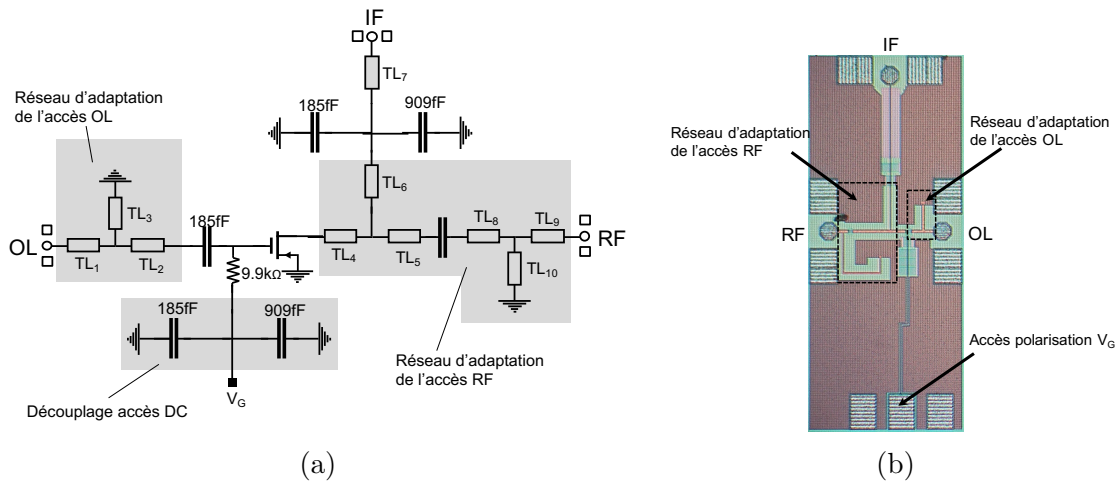 IF
TL7
185fF
909fF
Réseau d'adaptation
de l'accès OL
TL6
TL3
185fF
TL8
TL9
OL
RF
TL1
TL2
TL4
TL5
9.9kΩ
TL10
185fF
909fF
Réseau d'adaptation
de l'accès RF
VG
Découplage accès DC
(a)
IF
Réseau d'adaptation
de l'accès RF
Réseau d'adaptation
de l'accès OL
RF
OL
Accès polarisation VG
(b)